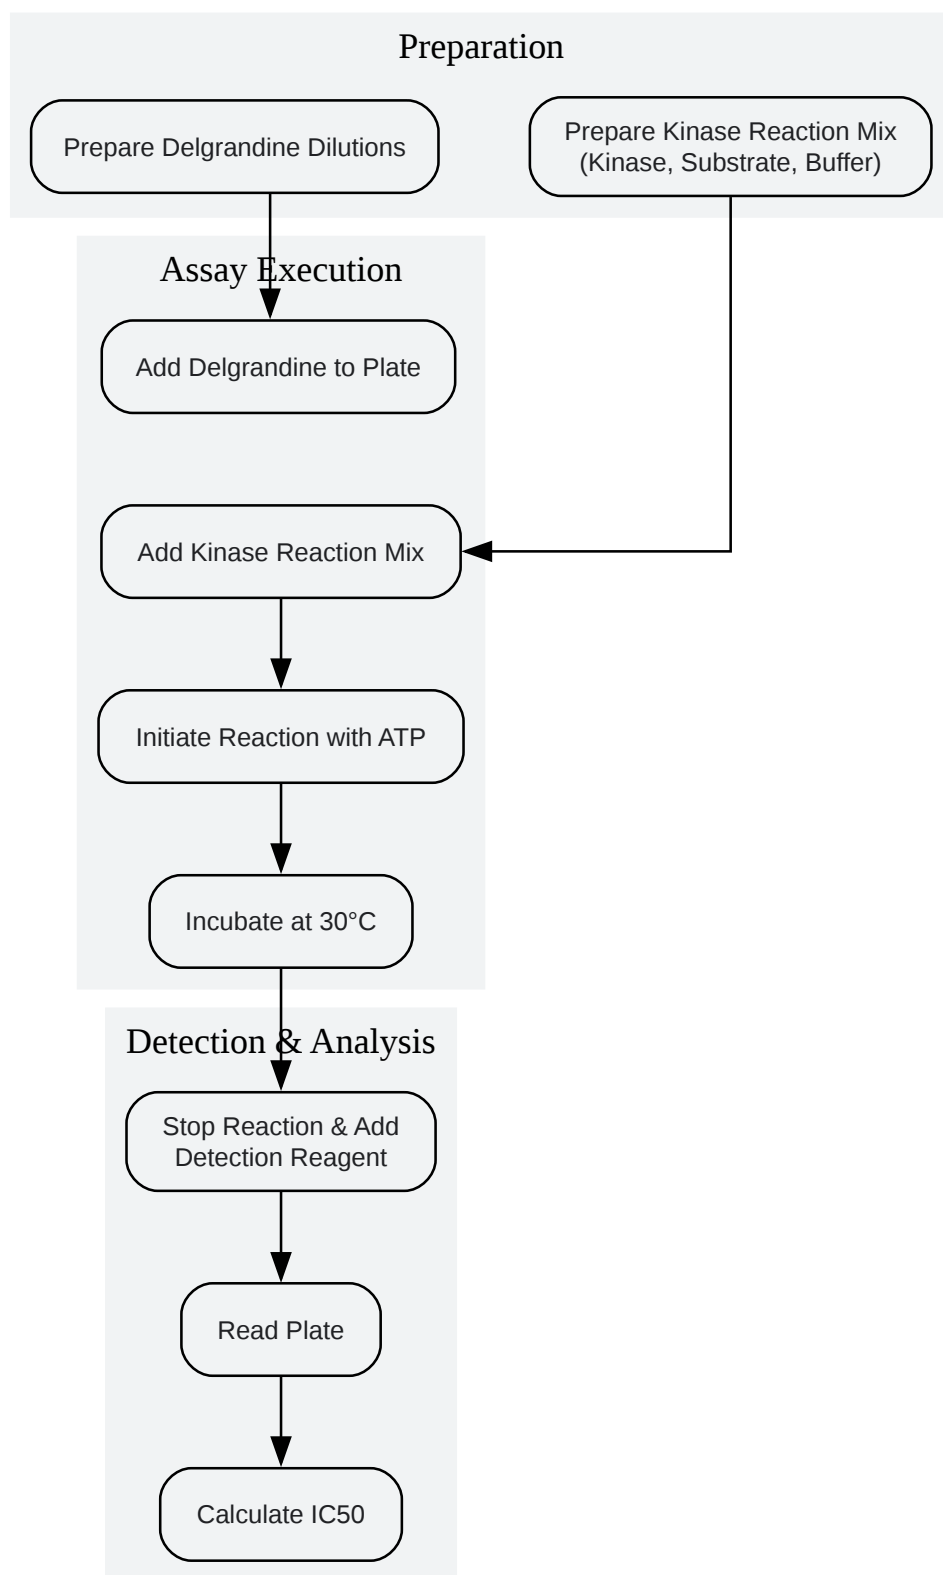 Preparation
Prepare Delgrandine Dilutions
Prepare Kinase Reaction Mix
(Kinase, Substrate, Buffer)
Assay Execution
Add Delgrandine to Plate
Add Kinase Reaction Mix
Initiate Reaction with ATP
Incubate at 30°C
Detection & Analysis
Stop Reaction & Add
Detection Reagent
Read Plate
Calculate IC50